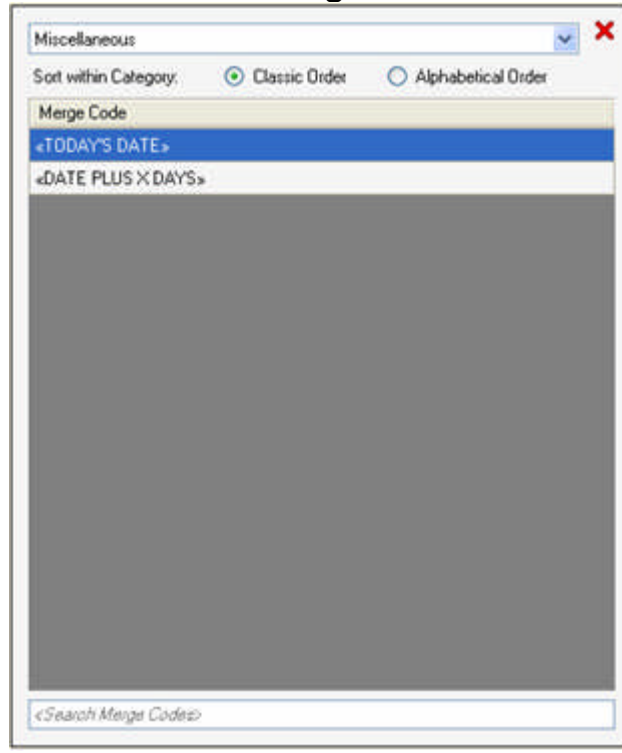 Miscellaneous
Sort within Category: Classic Order Alphabetical Order
Merge Code
«TODAY'S DATE»
«DATE PLUS X DAYS»
<Search Merge Codes>